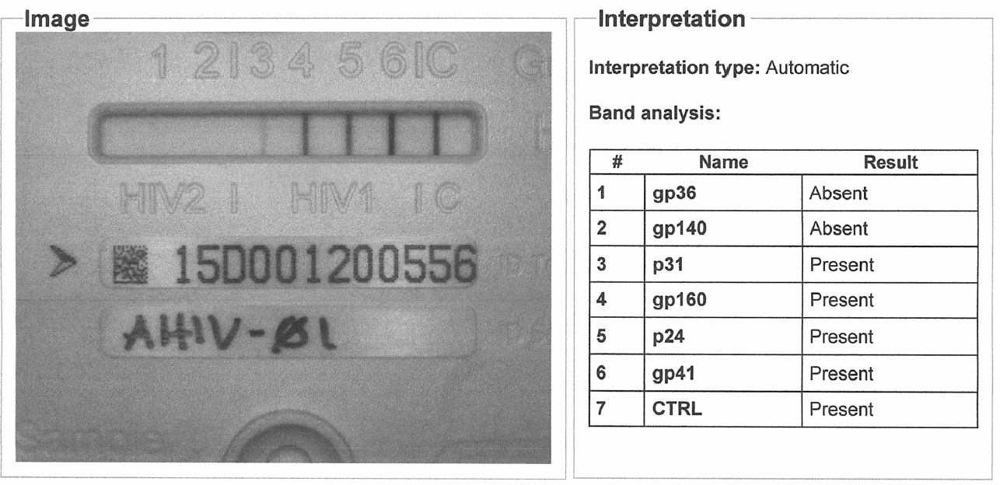 Image
1 2 I 3 4 5 6 I C
HIV2 I HIV1 I C
15D001200556
AHIV-Ø1
Sample
Interpretation
Interpretation type: Automatic
Band analysis:
# Name Result
1 gp36 Absent
2 gp140 Absent
3 p31 Present
4 gp160 Present
5 p24 Present
6 gp41 Present
7 CTRL Present